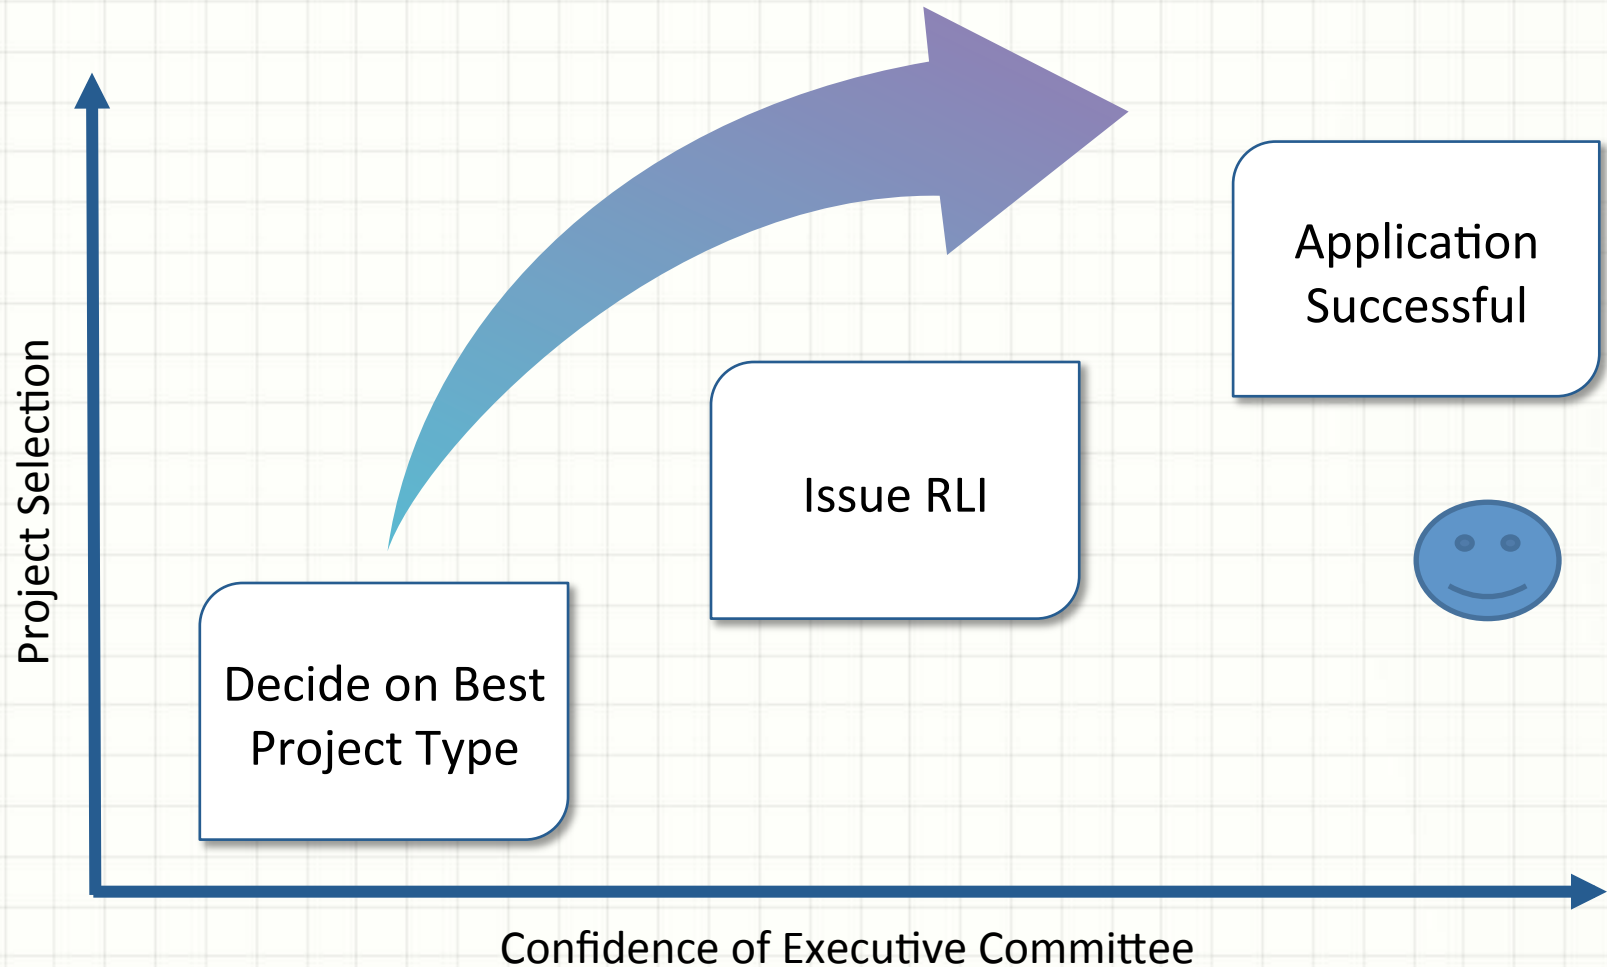 Project Selection
Application
Successful
Issue RLI
Decide on Best
Project Type
Confidence of Executive Committee